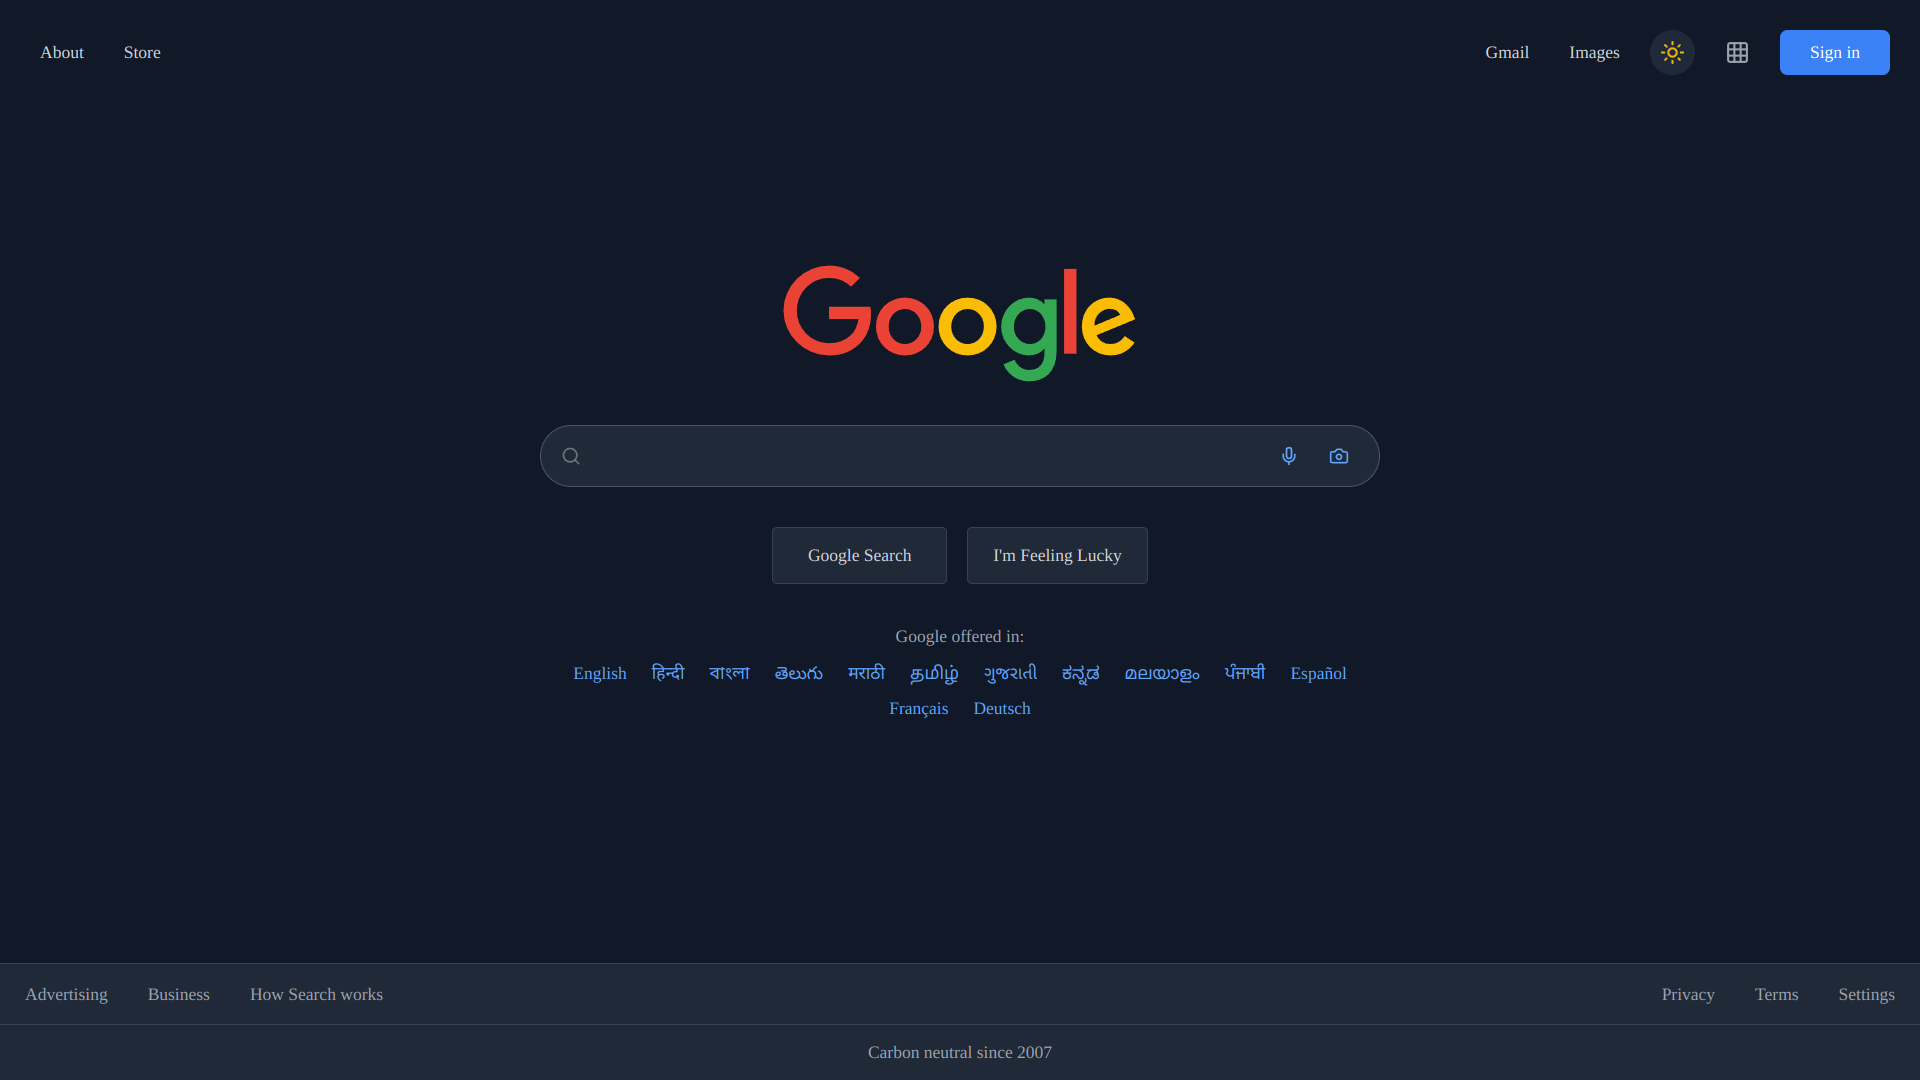 About Store Gmail Images Sign in
Google
Google Search I'm Feeling Lucky
Google offered in:
English हिन्दी বাংলা తెలుగు मराठी தமிழ் ગુજરાતી ಕನ್ನಡ മലയാളം ਪੰਜਾਬੀ Español
Français Deutsch
Advertising Business How Search works Privacy Terms Settings
Carbon neutral since 2007